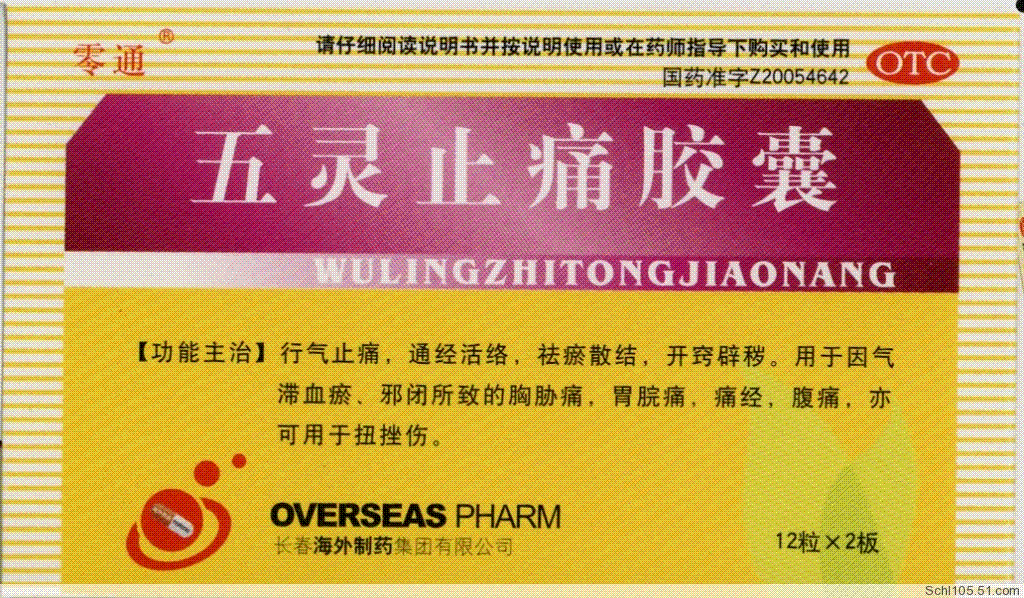 零通®
请仔细阅读说明书并按说明使用或在药师指导下购买和使用
OTC
国药准字Z20054642
五灵止痛胶囊
WULINGZHITONGJIAONANG
【功能主治】行气止痛，通经活络，祛瘀散结，开窍辟秽。用于因气
滞血瘀、邪闭所致的胸胁痛，胃脘痛，痛经，腹痛，亦
可用于扭挫伤。
OVERSEAS PHARM
长春海外制药集团有限公司
12粒×2板
Schl105.51.com